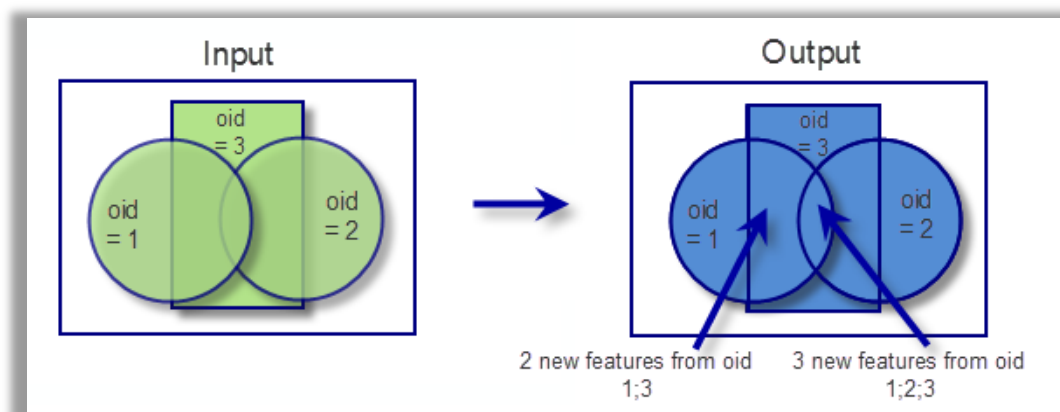 Input
oid
= 3
oid
= 1
oid
= 2
Output
oid
= 3
oid
= 1
oid
= 2
2 new features from oid
1;3
3 new features from oid
1;2;3